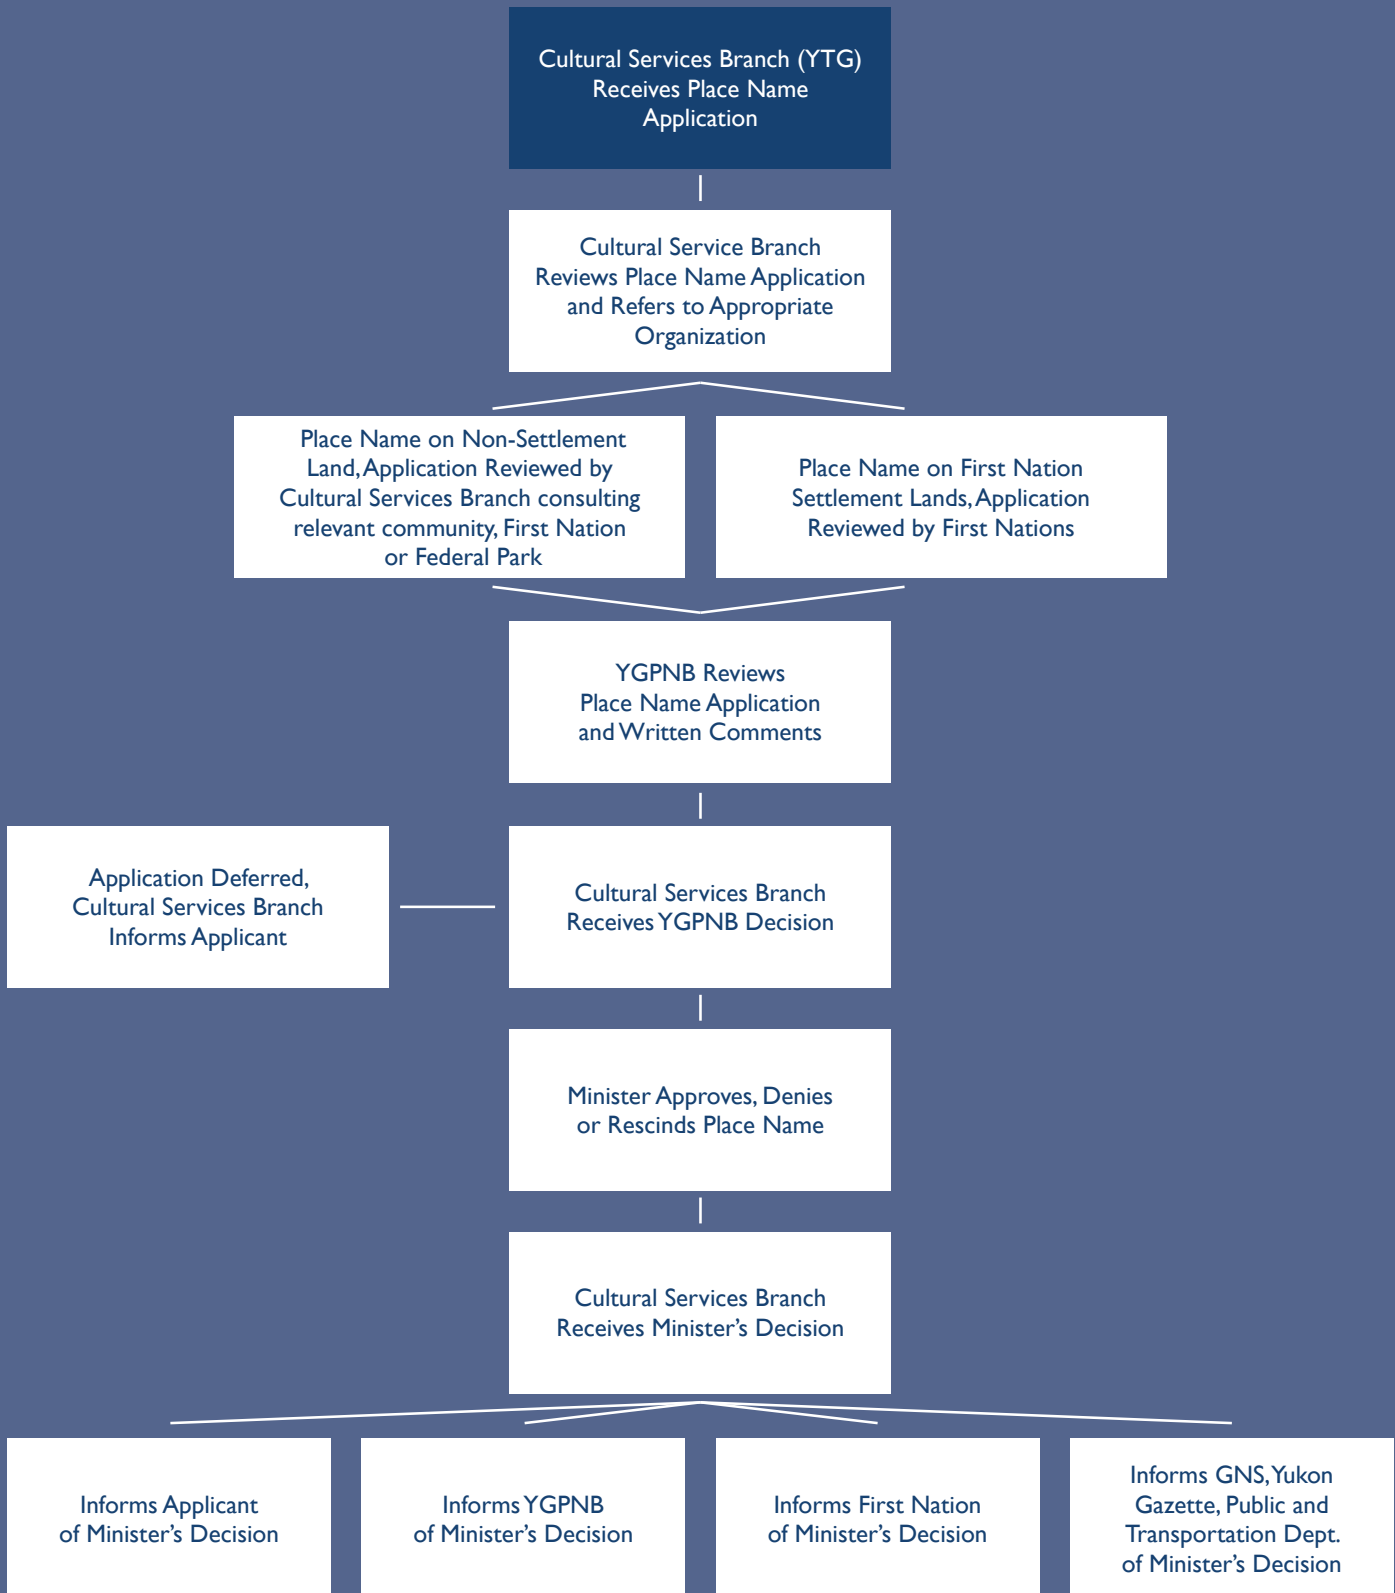 Cultural Services Branch (YTG)
Receives Place Name
Application
Cultural Service Branch
Reviews Place Name Application
and Refers to Appropriate
Organization
Place Name on Non-Settlement
Land, Application Reviewed by
Cultural Services Branch consulting
relevant community, First Nation
or Federal Park
Place Name on First Nation
Settlement Lands, Application
Reviewed by First Nations
YGPNB Reviews
Place Name Application
and Written Comments
Application Deferred,
Cultural Services Branch
Informs Applicant
Cultural Services Branch
Receives YGPNB Decision
Minister Approves, Denies
or Rescinds Place Name
Cultural Services Branch
Receives Minister’s Decision
Informs Applicant
of Minister’s Decision
Informs YGPNB
of Minister’s Decision
Informs First Nation
of Minister’s Decision
Informs GNS, Yukon
Gazette, Public and
Transportation Dept.
of Minister’s Decision